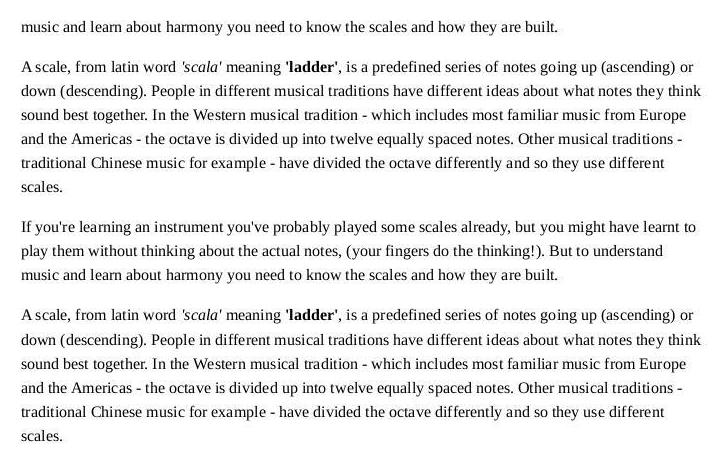 music and learn about harmony you need to know the scales and how they are built.
A scale, from latin word 'scala' meaning 'ladder', is a predefined series of notes going up (ascending) or
down (descending). People in different musical traditions have different ideas about what notes they think
sound best together. In the Western musical tradition - which includes most familiar music from Europe
and the Americas - the octave is divided up into twelve equally spaced notes. Other musical traditions -
traditional Chinese music for example - have divided the octave differently and so they use different
scales.
If you're learning an instrument you've probably played some scales already, but you might have learnt to
play them without thinking about the actual notes, (your fingers do the thinking!). But to understand
music and learn about harmony you need to know the scales and how they are built.
A scale, from latin word 'scala' meaning 'ladder', is a predefined series of notes going up (ascending) or
down (descending). People in different musical traditions have different ideas about what notes they think
sound best together. In the Western musical tradition - which includes most familiar music from Europe
and the Americas - the octave is divided up into twelve equally spaced notes. Other musical traditions -
traditional Chinese music for example - have divided the octave differently and so they use different
scales.